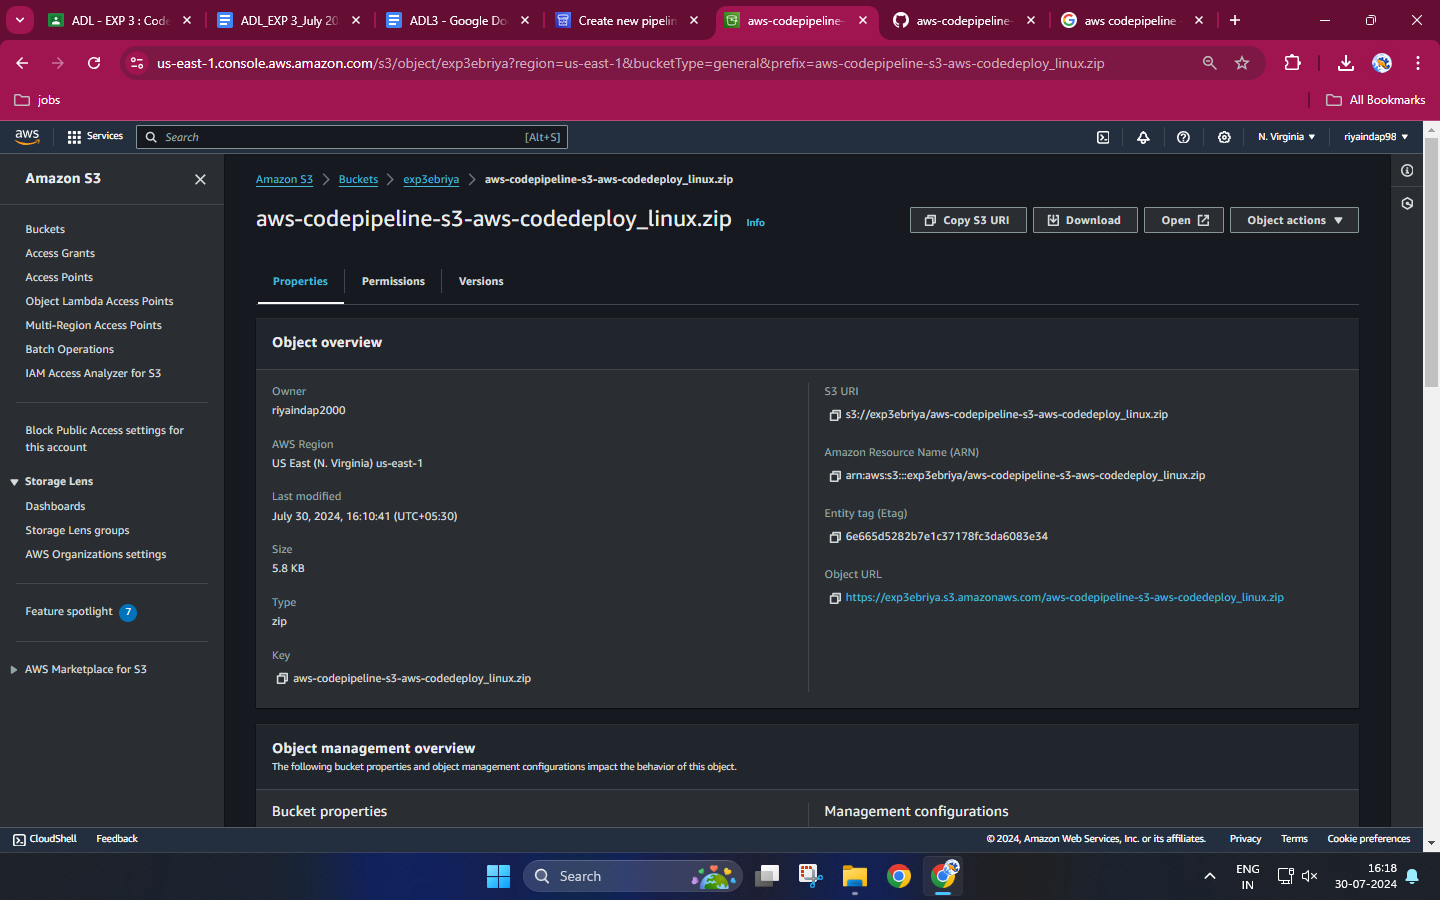 ADL - EXP 3 : Code
ADL_EXP 3_July 20
ADL3 - Google Do
Create new pipelin
aws-codepipeline-
aws-codepipeline-
aws codepipeline
us-east-1.console.aws.amazon.com/s3/object/exp3ebriya?region=us-east-1&bucketType=general&prefix=aws-codepipeline-s3-aws-codedeploy_linux.zip
jobs
All Bookmarks
aws
Services
Search
[Alt+S]
N. Virginia
riyaindap98
Amazon S3
Buckets
Access Grants
Access Points
Object Lambda Access Points
Multi-Region Access Points
Batch Operations
IAM Access Analyzer for S3
Block Public Access settings for
this account
Storage Lens
Dashboards
Storage Lens groups
AWS Organizations settings
Feature spotlight 7
AWS Marketplace for S3
Amazon S3 > Buckets > exp3ebriya > aws-codepipeline-s3-aws-codedeploy_linux.zip
aws-codepipeline-s3-aws-codedeploy_linux.zip Info
Copy S3 URI
Download
Open
Object actions
Properties
Permissions
Versions
Object overview
Owner
riyaindap2000
AWS Region
US East (N. Virginia) us-east-1
Last modified
July 30, 2024, 16:10:41 (UTC+05:30)
Size
5.8 KB
Type
zip
Key
aws-codepipeline-s3-aws-codedeploy_linux.zip
S3 URI
s3://exp3ebriya/aws-codepipeline-s3-aws-codedeploy_linux.zip
Amazon Resource Name (ARN)
arn:aws:s3:::exp3ebriya/aws-codepipeline-s3-aws-codedeploy_linux.zip
Entity tag (Etag)
6e665d5282b7e1c37178fc3da6083e34
Object URL
https://exp3ebriya.s3.amazonaws.com/aws-codepipeline-s3-aws-codedeploy_linux.zip
Object management overview
The following bucket properties and object management configurations impact the behavior of this object.
Bucket properties
Management configurations
CloudShell
Feedback
© 2024, Amazon Web Services, Inc. or its affiliates.
Privacy
Terms
Cookie preferences
Search
ENG
IN
16:18
30-07-2024